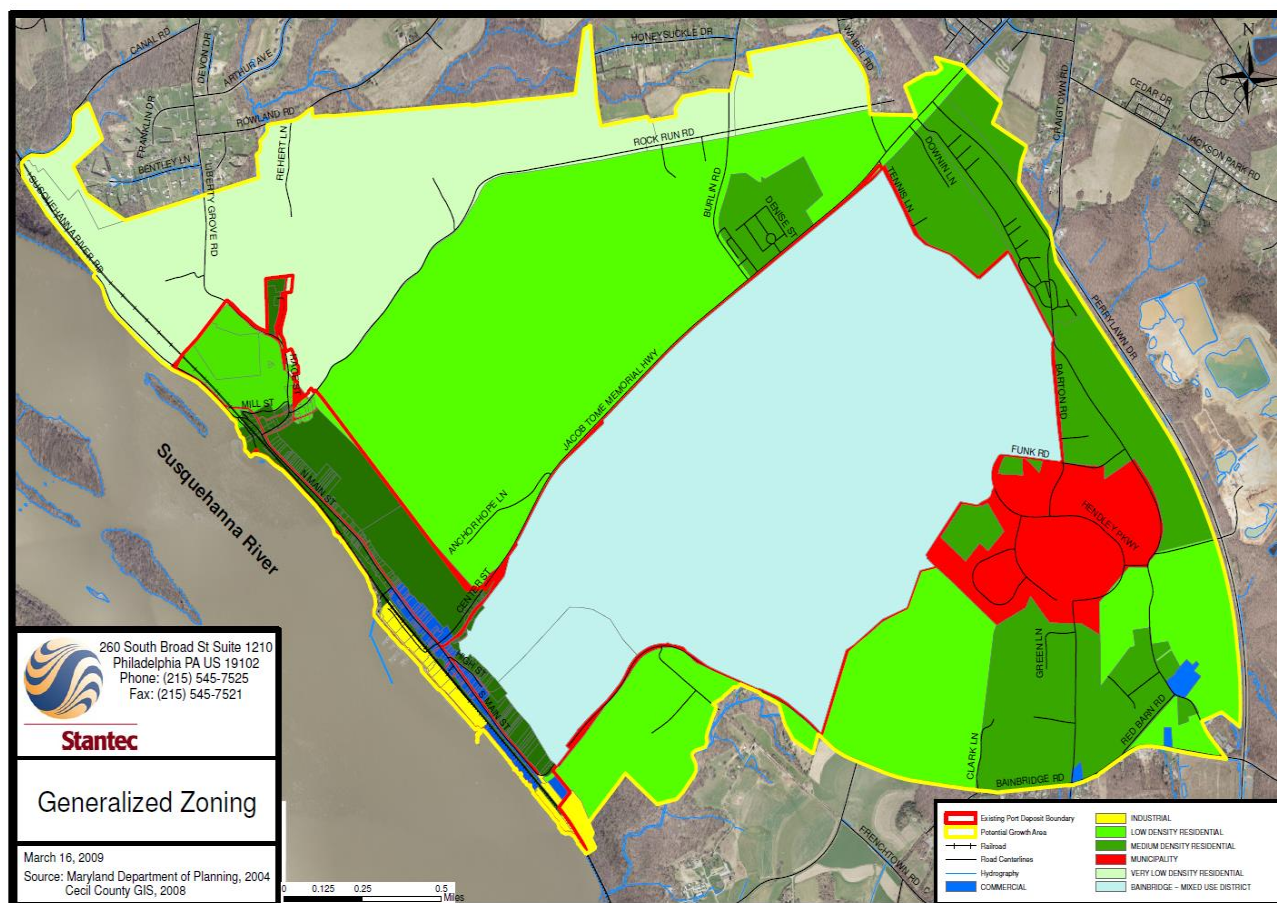 CANAL RD
DEVON DR
ARTHUR AVE
HONEYSUCKLE DR
WAIBEL RD
N
CRAIGTOWN RD
CEDAR DR
JACKSON PARK RD
FRANKLIN DR
ROWLAND RD
BENTLEY LN
LIBERTY GROVE RD
REHERT LN
ROCK RUN RD
BURLIN RD
DENISE ST
TENNIS LN
DOWNIN LN
SUSQUEHANNA RIVER RD
PERRYLAWN DR
RACE ST
MILL ST
JACOB TOME MEMORIAL HWY
BARTON RD
FUNK RD
Susquehanna River
N MAIN ST
ANCHOR HOPE LN
HENDLEY PKWY
CENTER ST
HIGH ST
S MAIN ST
GREEN LN
CLARK LN
RED BARN RD
BAINBRIDGE RD
FRENCHTOWN RD
260 South Broad St Suite 1210
Philadelphia PA US 19102
Phone: (215) 545-7525
Fax: (215) 545-7521
Stantec
Generalized Zoning
March 16, 2009
Source: Maryland Department of Planning, 2004
Cecil County GIS, 2008
0 0.125 0.25 0.5
Miles
Existing Port Deposit Boundary
Potential Growth Area
Railroad
Road Centerlines
Hydrography
COMMERCIAL
INDUSTRIAL
LOW DENSITY RESIDENTIAL
MEDIUM DENSITY RESIDENTIAL
MUNICIPALITY
VERY LOW DENSITY RESIDENTIAL
BAINBRIDGE - MIXED USE DISTRICT